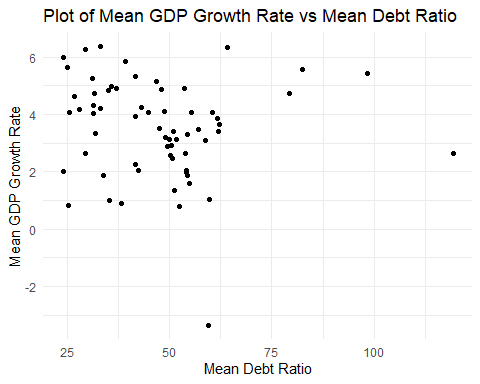 Plot of Mean GDP Growth Rate vs Mean Debt Ratio
Mean GDP Growth Rate
6
4
2
0
-2
25 50 75 100
Mean Debt Ratio